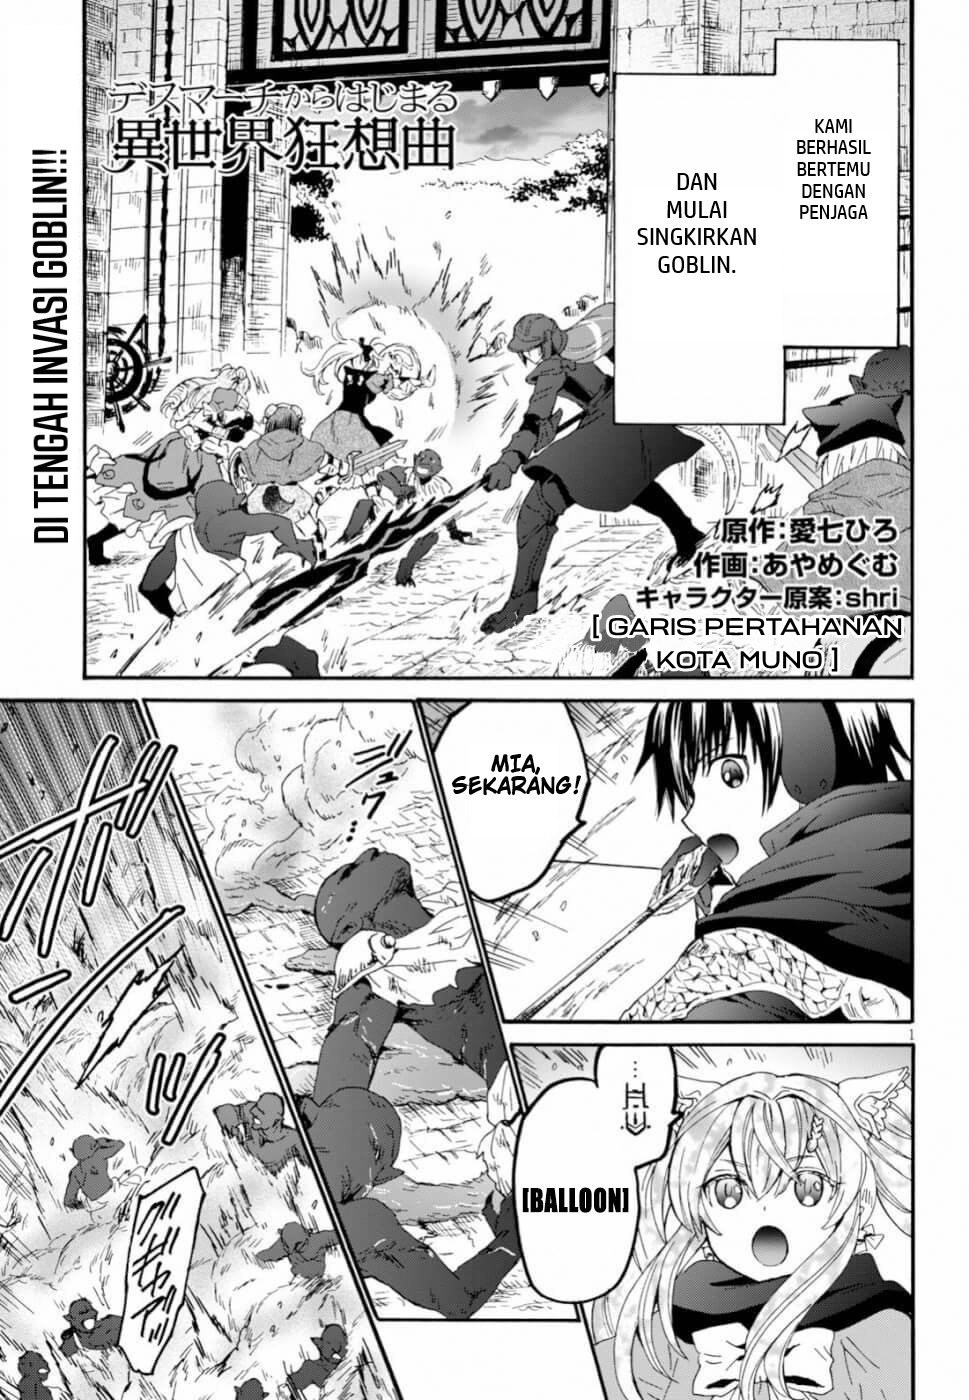 KAMI
BERHASIL
BERTEMU
DENGAN
PENJAGA
DAN
MULAI
SINGKIRKAN
GOBLIN.
デスマーチからはじまる
異世界狂想曲
DI TENGAH INVASI GOBLIN!!!
原作：愛七ひろ
作画：あやめぐむ
キャラクター原案：shri
[ GARIS PERTAHANAN
KOTA MUNO ]
MIA,
SEKARANG!
1
[BALLOON]